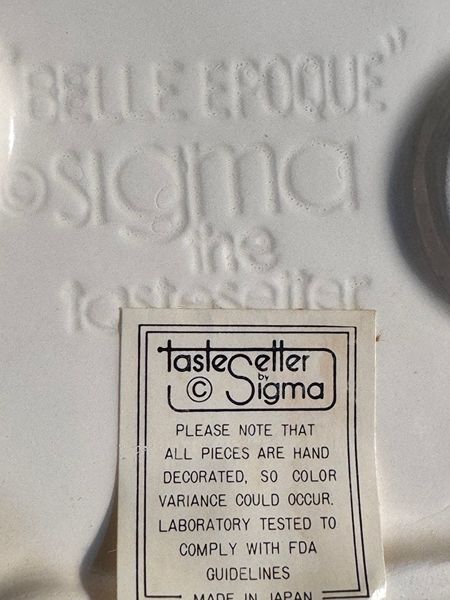 "BELLE EPOQUE"
© sigma
the
tastesetter
tastesetter
by
© Sigma
PLEASE NOTE THAT
ALL PIECES ARE HAND
DECORATED, SO COLOR
VARIANCE COULD OCCUR.
LABORATORY TESTED TO
COMPLY WITH FDA
GUIDELINES
MADE IN JAPAN